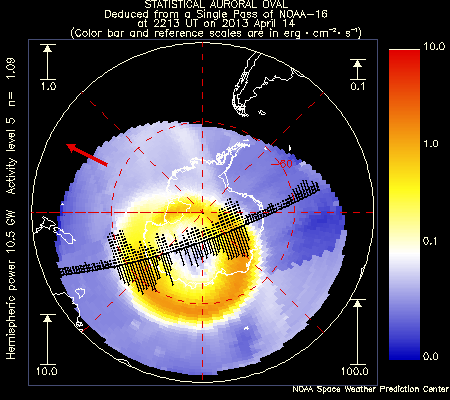 STATISTICAL AURORAL OVAL
Deduced from a Single Pass of NOAA-16
at 2213 UT on 2013 April 14
(Color bar and reference scales are in erg · cm⁻² · s⁻¹)
10.0
1.0
0.1
1.0
0.1
0.0
10.0
100.0
-60
Hemispheric power 10.5 GW Activity level 5 n= 1.09
NOAA Space Weather Prediction Center